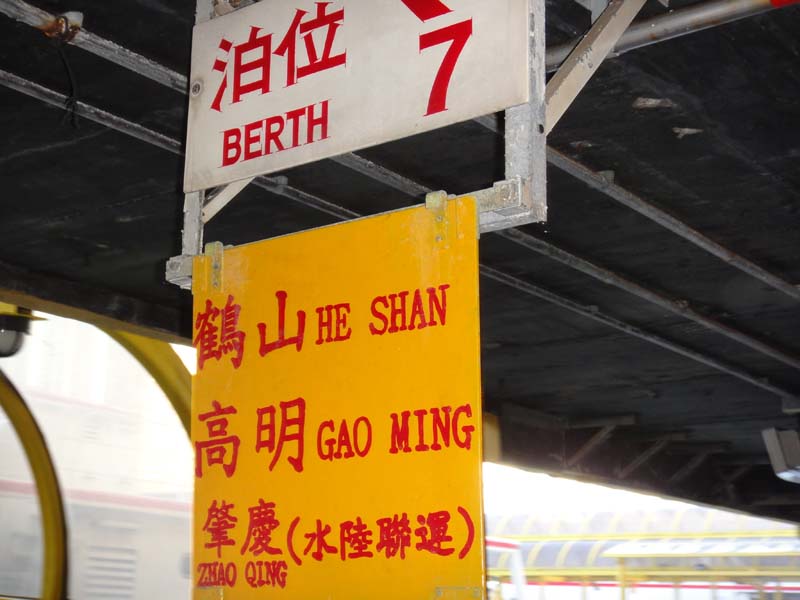 泊位 7
BERTH
鶴山 HE SHAN
高明 GAO MING
肇慶(水陸聯運)
ZHAO QING